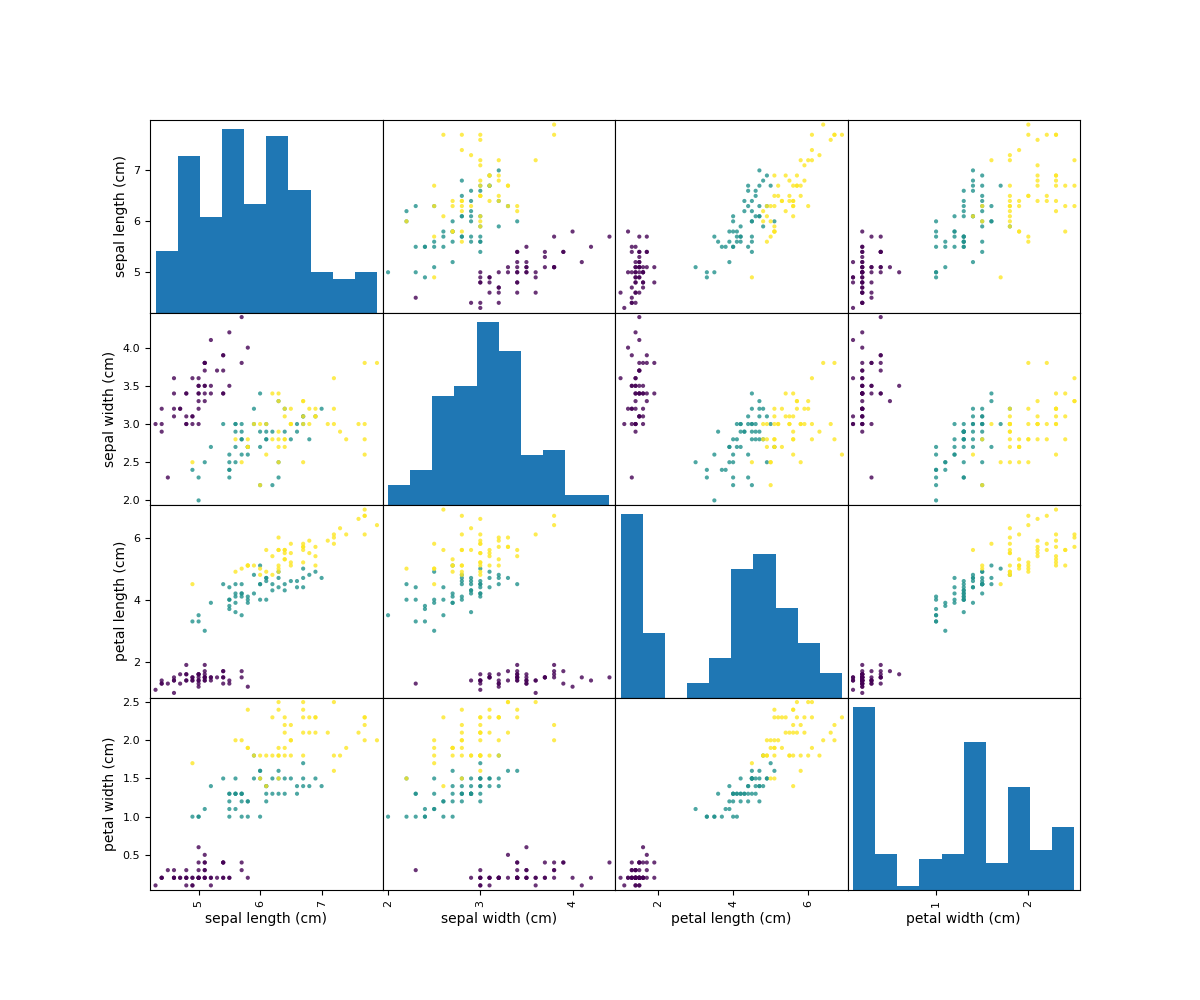 sepal length (cm)
7
6
5
sepal width (cm)
4.0
3.5
3.0
2.5
2.0
petal length (cm)
6
4
2
petal width (cm)
2.5
2.0
1.5
1.0
0.5
5 6 7 2 3 4 2 4 6 1 2
sepal length (cm) sepal width (cm) petal length (cm) petal width (cm)